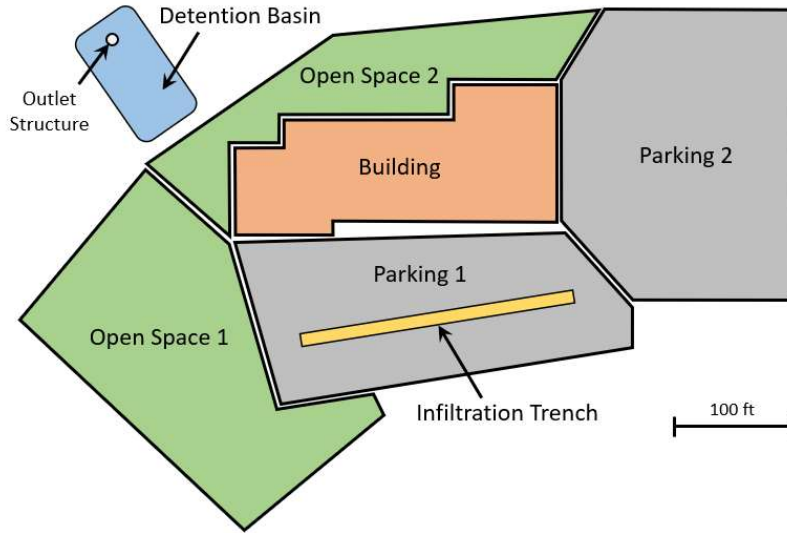 Detention Basin
Outlet
Structure
Open Space 2
Building
Parking 2
Parking 1
Open Space 1
Infiltration Trench
100 ft